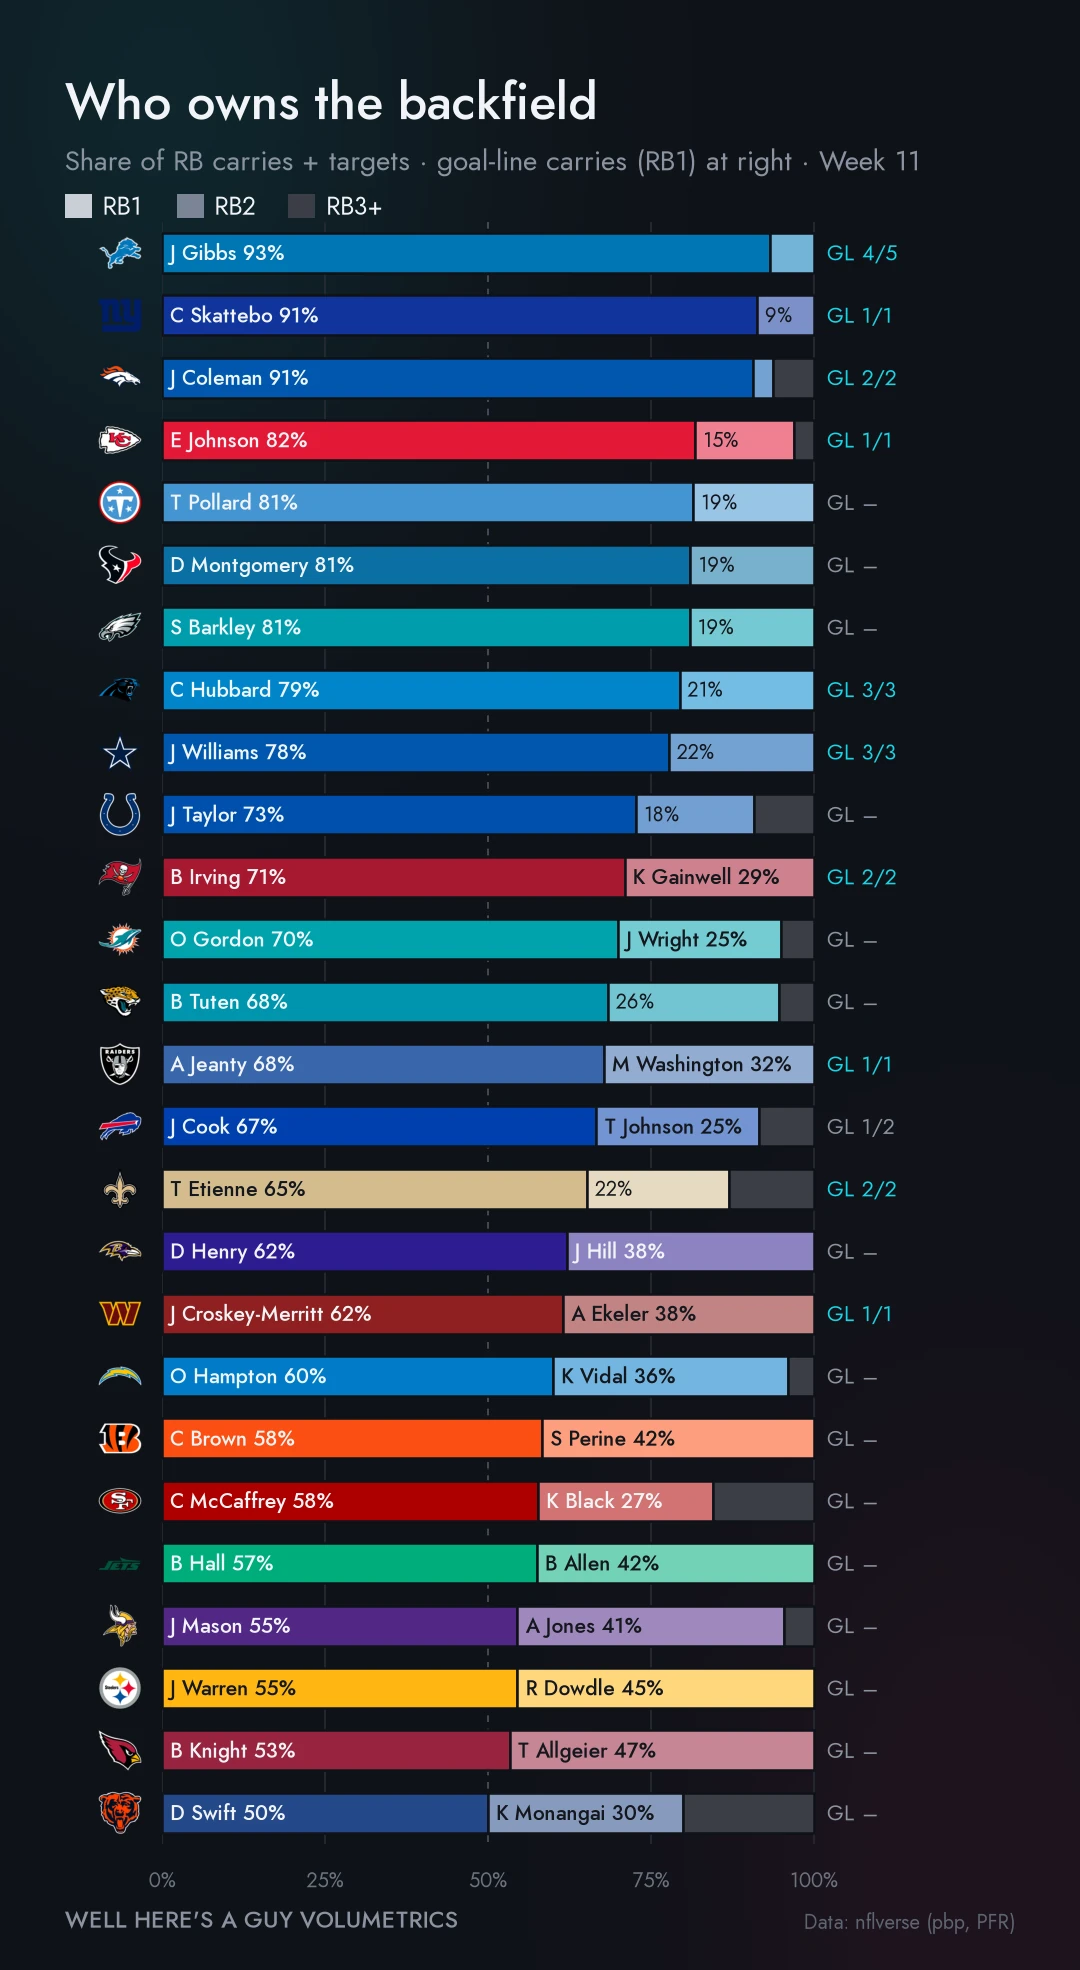 Who owns the backfield
Share of RB carries + targets · goal-line carries (RB1) at right · Week 11
RB1 RB2 RB3+
J Gibbs 93% GL 4/5
C Skattebo 91% 9% GL 1/1
J Coleman 91% GL 2/2
E Johnson 82% 15% GL 1/1
T Pollard 81% 19% GL –
D Montgomery 81% 19% GL –
S Barkley 81% 19% GL –
C Hubbard 79% 21% GL 3/3
J Williams 78% 22% GL 3/3
J Taylor 73% 18% GL –
B Irving 71% K Gainwell 29% GL 2/2
O Gordon 70% J Wright 25% GL –
B Tuten 68% 26% GL –
RAIDERS A Jeanty 68% M Washington 32% GL 1/1
J Cook 67% T Johnson 25% GL 1/2
T Etienne 65% 22% GL 2/2
D Henry 62% J Hill 38% GL –
J Croskey-Merritt 62% A Ekeler 38% GL 1/1
O Hampton 60% K Vidal 36% GL –
C Brown 58% S Perine 42% GL –
C McCaffrey 58% K Black 27% GL –
JETS B Hall 57% B Allen 42% GL –
J Mason 55% A Jones 41% GL –
J Warren 55% R Dowdle 45% GL –
B Knight 53% T Allgeier 47% GL –
D Swift 50% K Monangai 30% GL –
0% 25% 50% 75% 100%
WELL HERE'S A GUY VOLUMETRICS
Data: nflverse (pbp, PFR)